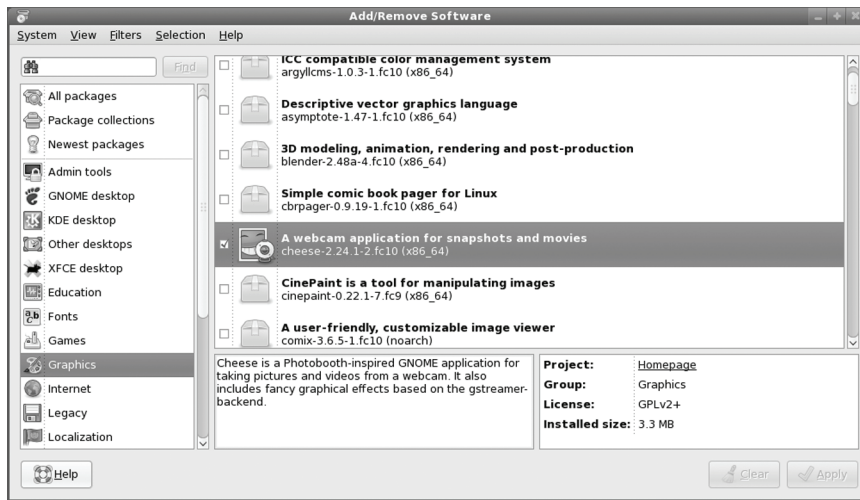 Add/Remove Software
System View Filters Selection Help
Find
All packages
Package collections
Newest packages
Admin tools
GNOME desktop
KDE desktop
Other desktops
XFCE desktop
Education
Fonts
Games
Graphics
Internet
Legacy
Localization
ICC compatible color management system
argyllcms-1.0.3-1.fc10 (x86_64)
Descriptive vector graphics language
asymptote-1.47-1.fc10 (x86_64)
3D modeling, animation, rendering and post-production
blender-2.48a-4.fc10 (x86_64)
Simple comic book pager for Linux
cbrpager-0.9.19-1.fc10 (x86_64)
A webcam application for snapshots and movies
cheese-2.24.1-2.fc10 (x86_64)
CinePaint is a tool for manipulating images
cinepaint-0.22.1-7.fc9 (x86_64)
A user-friendly, customizable image viewer
comix-3.6.5-1.fc10 (noarch)
Cheese is a Photobooth-inspired GNOME application for
taking pictures and videos from a webcam. It also
includes fancy graphical effects based on the gstreamer-
backend.
Project: Homepage
Group: Graphics
License: GPLv2+
Installed size: 3.3 MB
Help
Clear
Apply